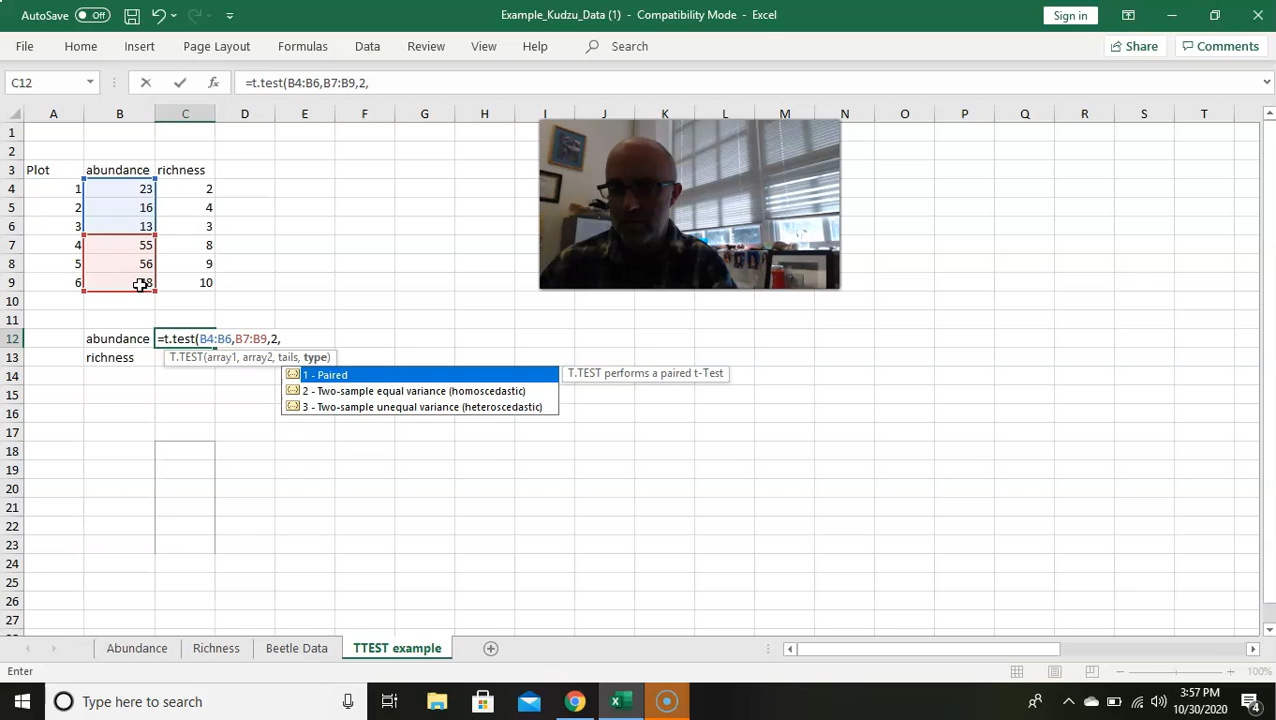 AutoSave Off Example_Kudzu_Data (1) - Compatibility Mode - Excel Sign in
File Home Insert Page Layout Formulas Data Review View Help Search Share Comments
C12 fx =t.test(B4:B6,B7:B9,2,
A B C D E F G H I J K L M N O P Q R S T
1
2
3 Plot abundance richness
4 1 23 2
5 2 16 4
6 3 13 3
7 4 55 8
8 5 56 9
9 6 8 10
10
11
12 abundance =t.test(B4:B6,B7:B9,2,
13 richness T.TEST(array1, array2, tails, type)
14 1 - Paired T.TEST performs a paired t-Test
15 2 - Two-sample equal variance (homoscedastic)
16 3 - Two-sample unequal variance (heteroscedastic)
17
18
19
20
21
22
23
24
25
26
27
Abundance Richness Beetle Data TTEST example
Enter 100%
Type here to search 3:57 PM
10/30/2020 4